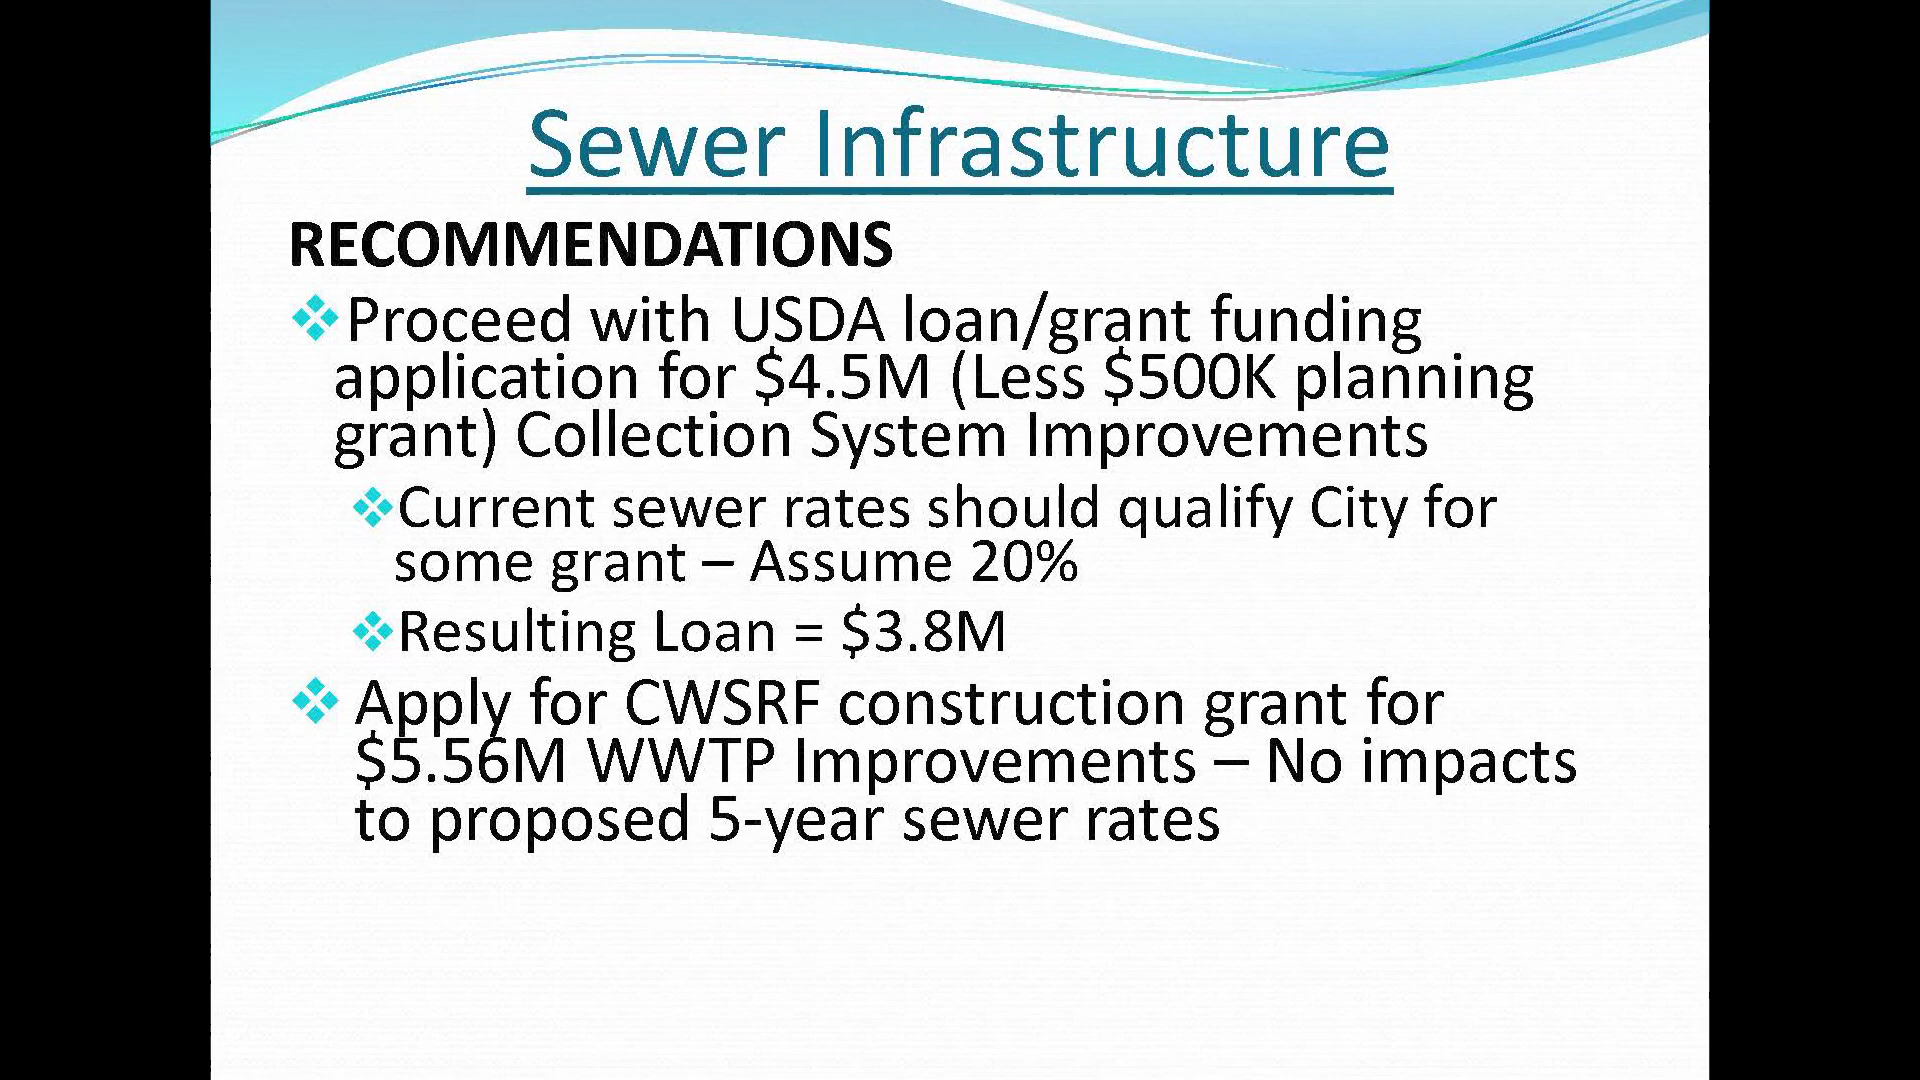 Sewer Infrastructure
RECOMMENDATIONS
❖Proceed with USDA loan/grant funding
application for $4.5M (Less $500K planning
grant) Collection System Improvements
❖Current sewer rates should qualify City for
some grant – Assume 20%
❖Resulting Loan = $3.8M
❖ Apply for CWSRF construction grant for
$5.56M WWTP Improvements – No impacts
to proposed 5-year sewer rates